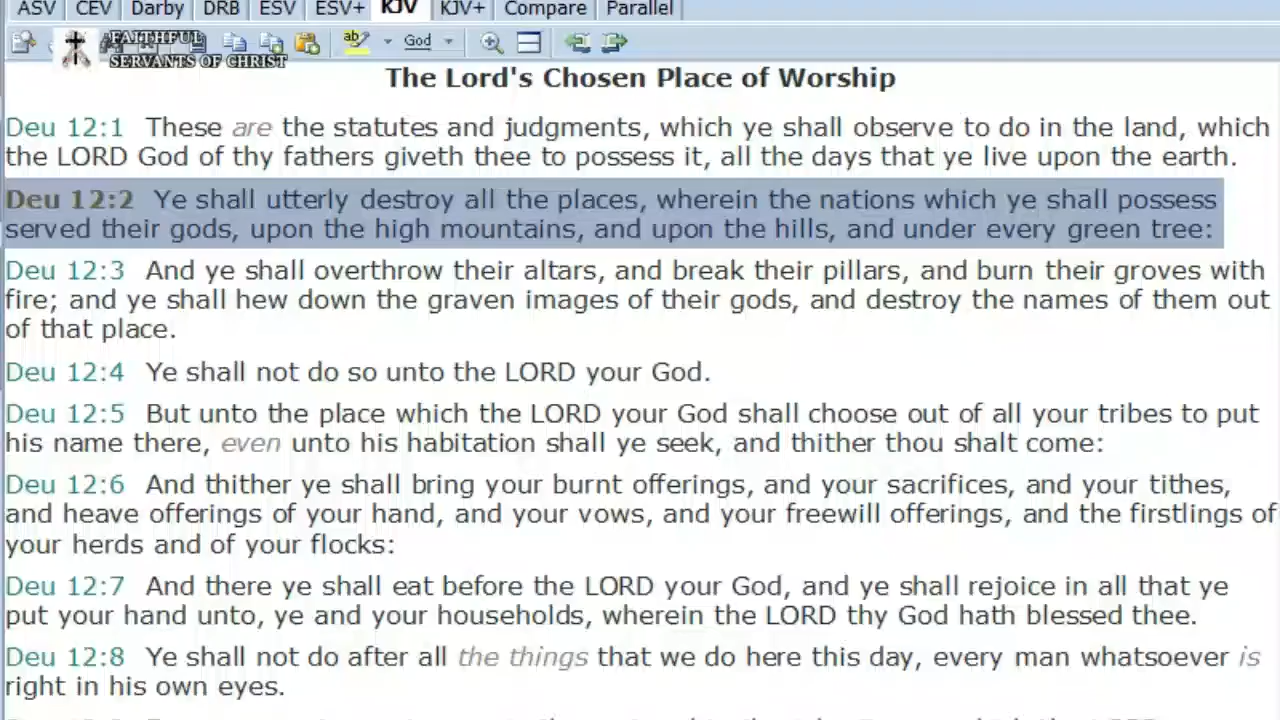 ASV CEV Darby DRB ESV ESV+ KJV KJV+ Compare Parallel
FAITHFUL
SERVANTS OF CHRIST
God
The Lord's Chosen Place of Worship
Deu 12:1 These are the statutes and judgments, which ye shall observe to do in the land, which
the LORD God of thy fathers giveth thee to possess it, all the days that ye live upon the earth.
Deu 12:2 Ye shall utterly destroy all the places, wherein the nations which ye shall possess
served their gods, upon the high mountains, and upon the hills, and under every green tree:
Deu 12:3 And ye shall overthrow their altars, and break their pillars, and burn their groves with
fire; and ye shall hew down the graven images of their gods, and destroy the names of them out
of that place.
Deu 12:4 Ye shall not do so unto the LORD your God.
Deu 12:5 But unto the place which the LORD your God shall choose out of all your tribes to put
his name there, even unto his habitation shall ye seek, and thither thou shalt come:
Deu 12:6 And thither ye shall bring your burnt offerings, and your sacrifices, and your tithes,
and heave offerings of your hand, and your vows, and your freewill offerings, and the firstlings of
your herds and of your flocks:
Deu 12:7 And there ye shall eat before the LORD your God, and ye shall rejoice in all that ye
put your hand unto, ye and your households, wherein the LORD thy God hath blessed thee.
Deu 12:8 Ye shall not do after all the things that we do here this day, every man whatsoever is
right in his own eyes.